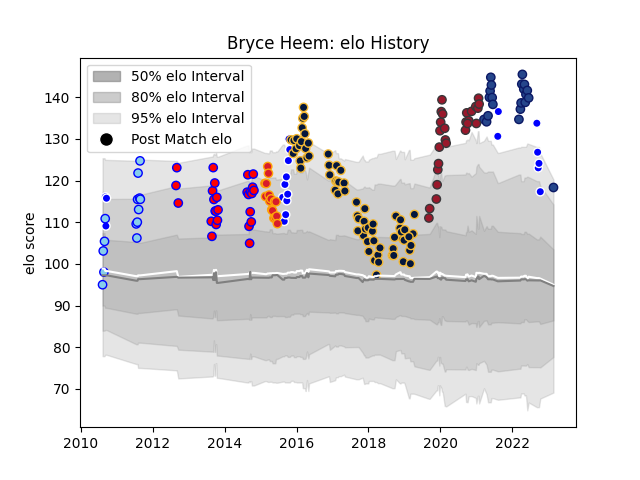 Bryce Heem: elo History
50% elo Interval
80% elo Interval
95% elo Interval
Post Match elo
elo score
140
130
120
110
100
90
80
70
2010
2012
2014
2016
2018
2020
2022